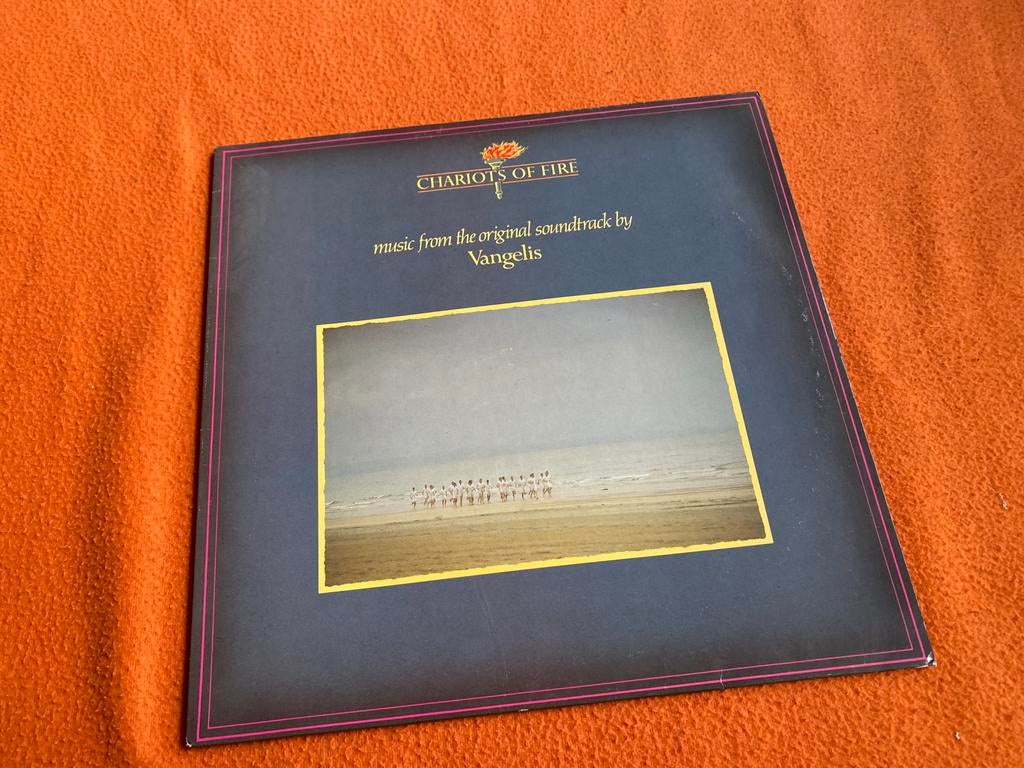 CHARIOTS OF FIRE
music from the original soundtrack by
Vangelis